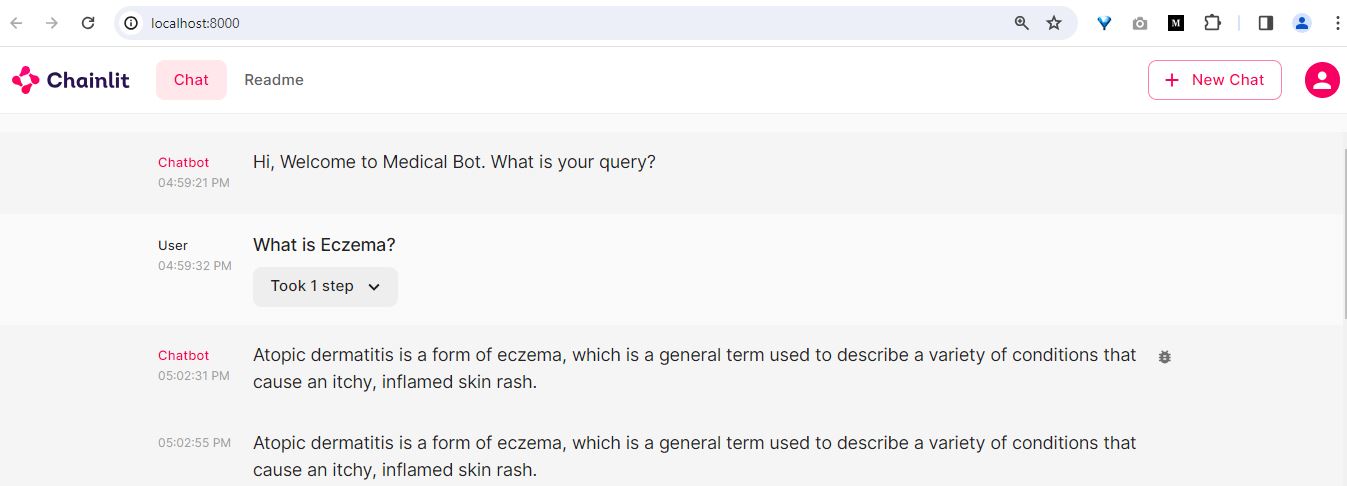 localhost:8000
M
Chainlit
Chat
Readme
+ New Chat
Chatbot
04:59:21 PM
Hi, Welcome to Medical Bot. What is your query?
User
04:59:32 PM
What is Eczema?
Took 1 step
Chatbot
05:02:31 PM
Atopic dermatitis is a form of eczema, which is a general term used to describe a variety of conditions that
cause an itchy, inflamed skin rash.
05:02:55 PM
Atopic dermatitis is a form of eczema, which is a general term used to describe a variety of conditions that
cause an itchy, inflamed skin rash.